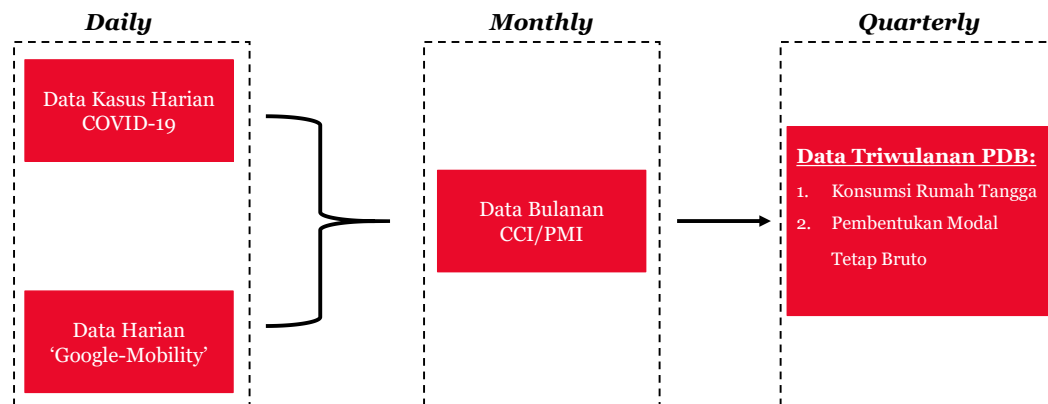 Daily
Monthly
Quarterly
Data Kasus Harian
COVID-19
Data Harian
‘Google-Mobility’
Data Bulanan
CCI/PMI
Data Triwulanan PDB:
1. Konsumsi Rumah Tangga
2. Pembentukan Modal
Tetap Bruto